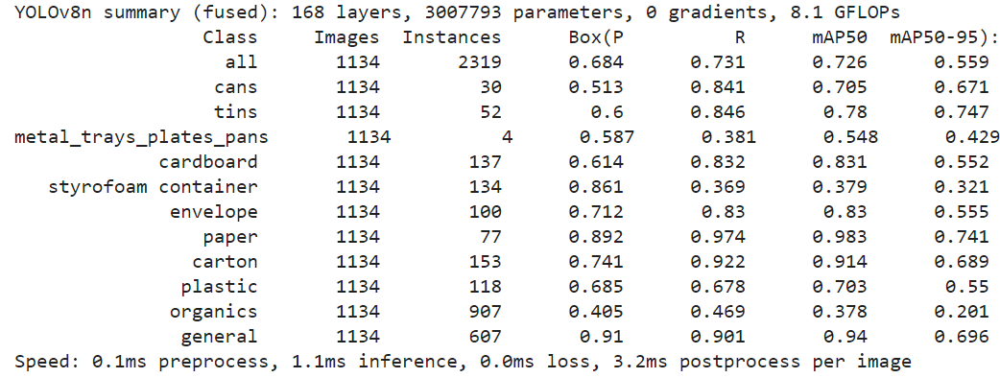 YOLOv8n summary (fused): 168 layers, 3007793 parameters, 0 gradients, 8.1 GFLOPs
Class Images Instances Box(P R mAP50 mAP50-95):
all 1134 2319 0.684 0.731 0.726 0.559
cans 1134 30 0.513 0.841 0.705 0.671
tins 1134 52 0.6 0.846 0.78 0.747
metal_trays_plates_pans 1134 4 0.587 0.381 0.548 0.429
cardboard 1134 137 0.614 0.832 0.831 0.552
styrofoam container 1134 134 0.861 0.369 0.379 0.321
envelope 1134 100 0.712 0.83 0.83 0.555
paper 1134 77 0.892 0.974 0.983 0.741
carton 1134 153 0.741 0.922 0.914 0.689
plastic 1134 118 0.685 0.678 0.703 0.55
organics 1134 907 0.405 0.469 0.378 0.201
general 1134 607 0.91 0.901 0.94 0.696
Speed: 0.1ms preprocess, 1.1ms inference, 0.0ms loss, 3.2ms postprocess per image